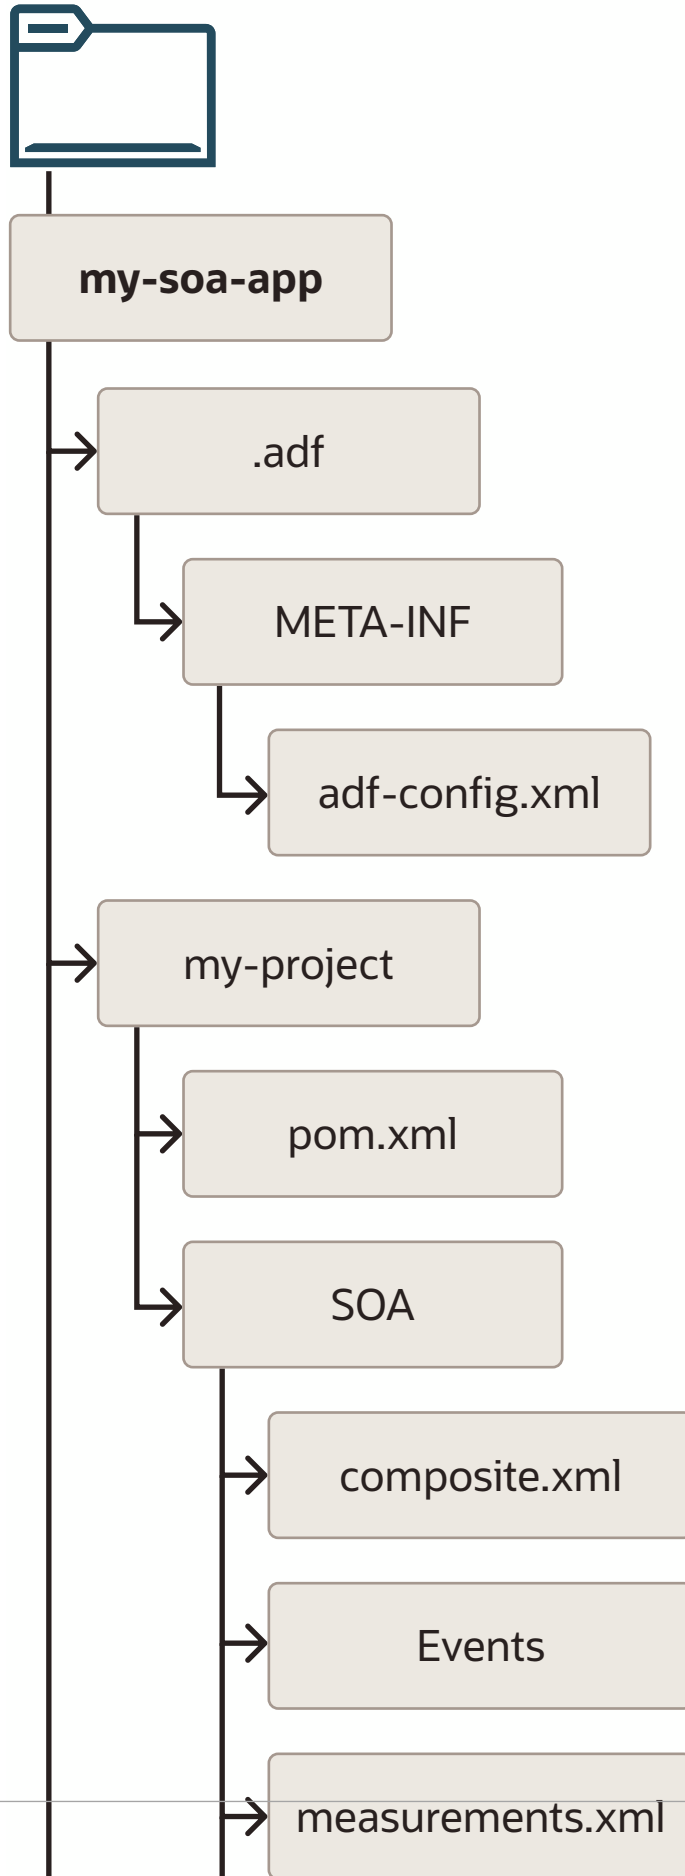 my-soa-app
.adf
META-INF
adf-config.xml
my-project
pom.xml
SOA
composite.xml
Events
measurements.xml